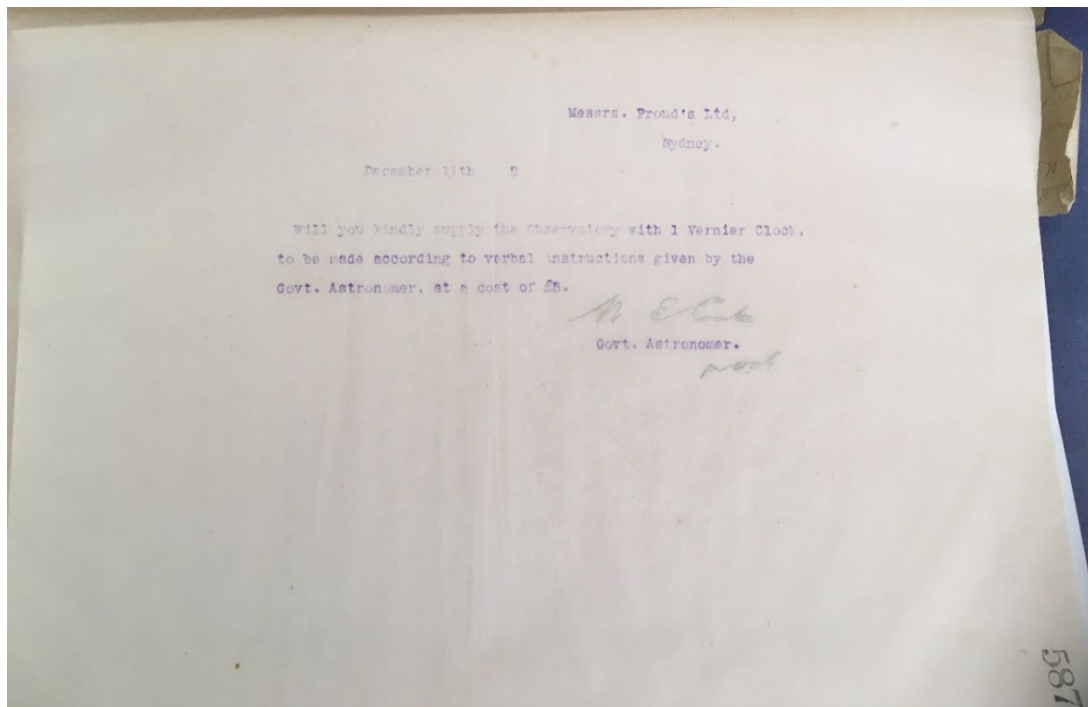 Messrs. Proud's Ltd,
Sydney.
December 11th
Will you kindly supply the Observatory with 1 Vernier Clock,
to be made according to verbal instructions given by the
Govt. Astronomer, at a cost of £5.
W E Cooke
Govt. Astronomer.
587